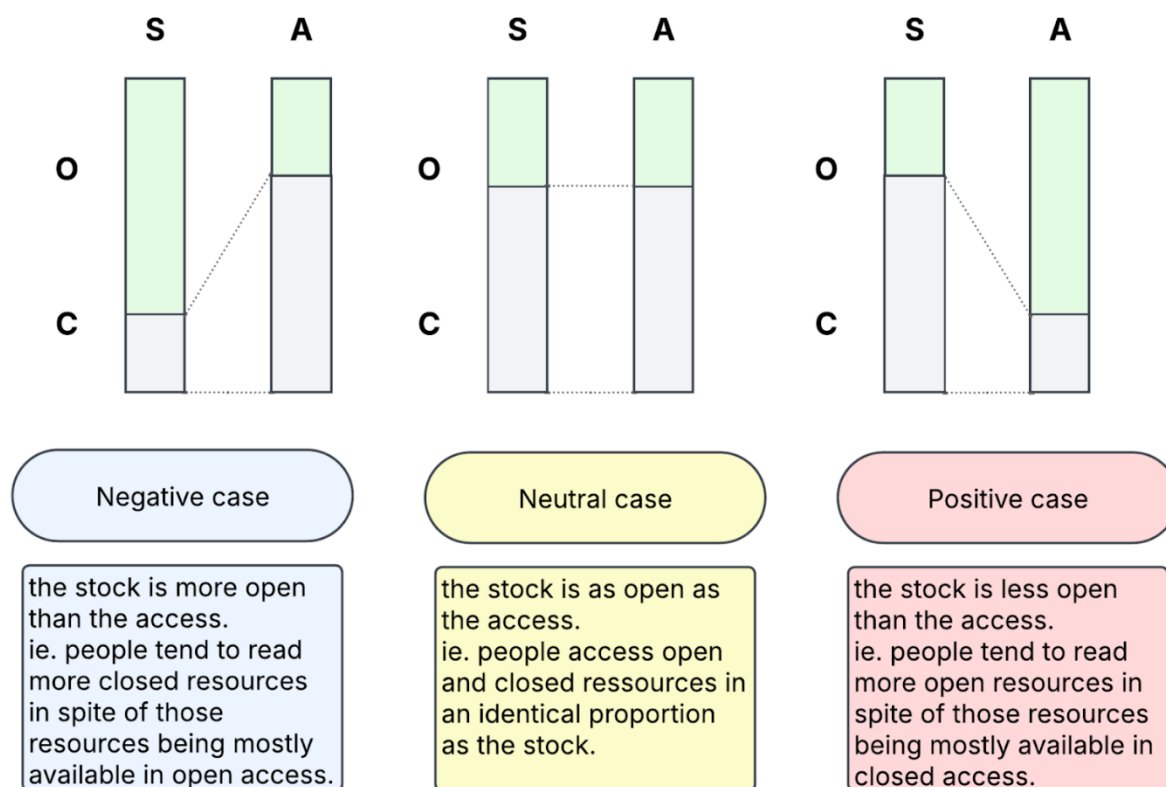 S A S A S A
O O O
C C C
Negative case
Neutral case
Positive case
the stock is more open
than the access.
ie. people tend to read
more closed resources
in spite of those
resources being mostly
available in open access.
the stock is as open as
the access.
ie. people access open
and closed ressources in
an identical proportion
as the stock.
the stock is less open
than the access.
ie. people tend to read
more open resources in
spite of those resources
being mostly available in
closed access.